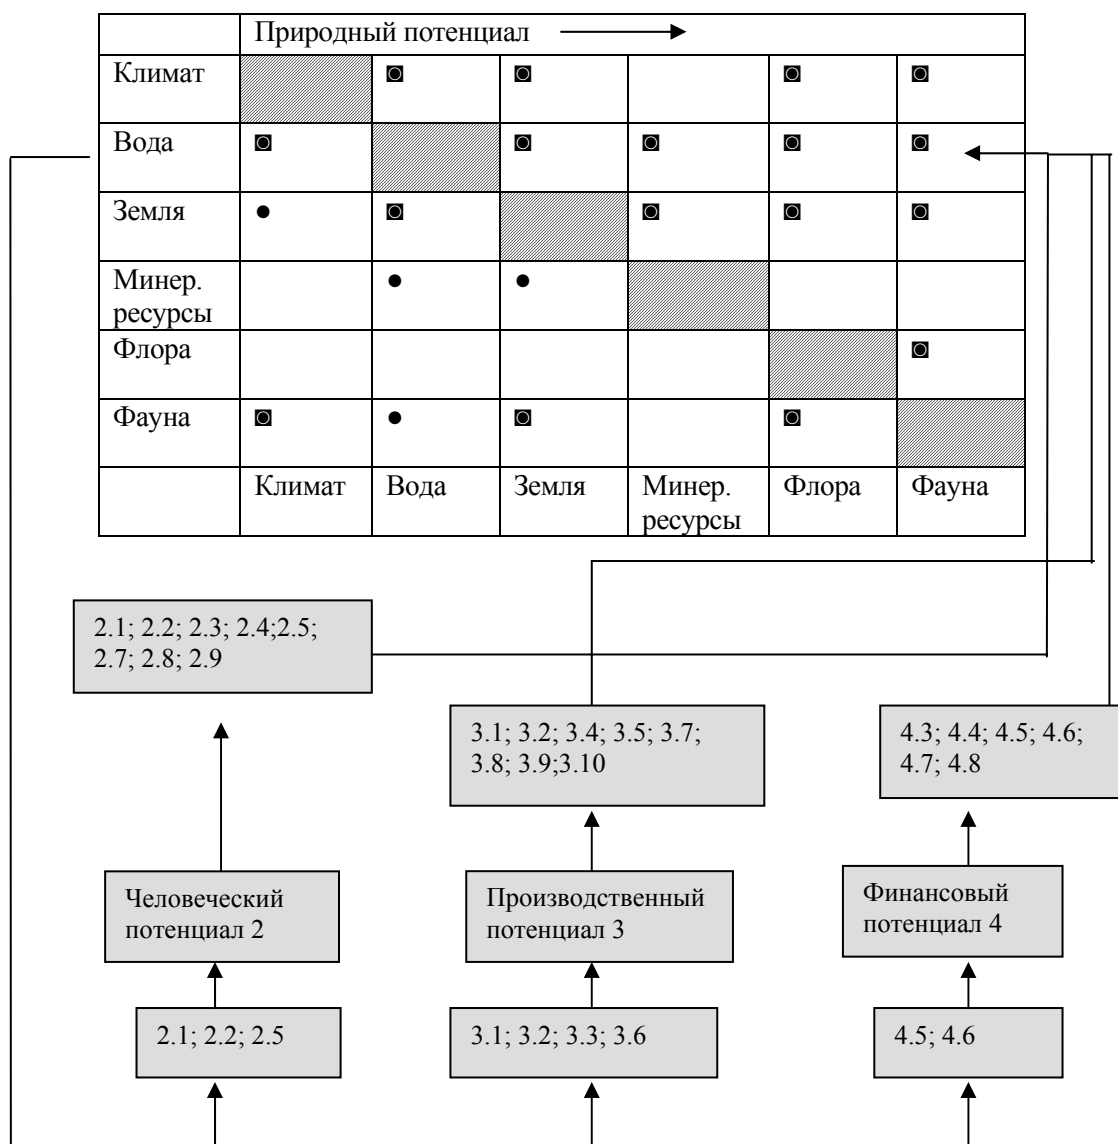 Природный потенциал
Климат ◙ ◙ ◙ ◙
Вода ◙ ◙ ◙ ◙ ◙
Земля ● ◙ ◙ ◙ ◙
Минер. ● ●
ресурсы
Флора ◙
Фауна ◙ ● ◙ ◙
Климат Вода Земля Минер. Флора Фауна
ресурсы
2.1; 2.2; 2.3; 2.4;2.5;
2.7; 2.8; 2.9
3.1; 3.2; 3.4; 3.5; 3.7;
3.8; 3.9;3.10
4.3; 4.4; 4.5; 4.6;
4.7; 4.8
Человеческий
потенциал 2
Производственный
потенциал 3
Финансовый
потенциал 4
2.1; 2.2; 2.5
3.1; 3.2; 3.3; 3.6
4.5; 4.6